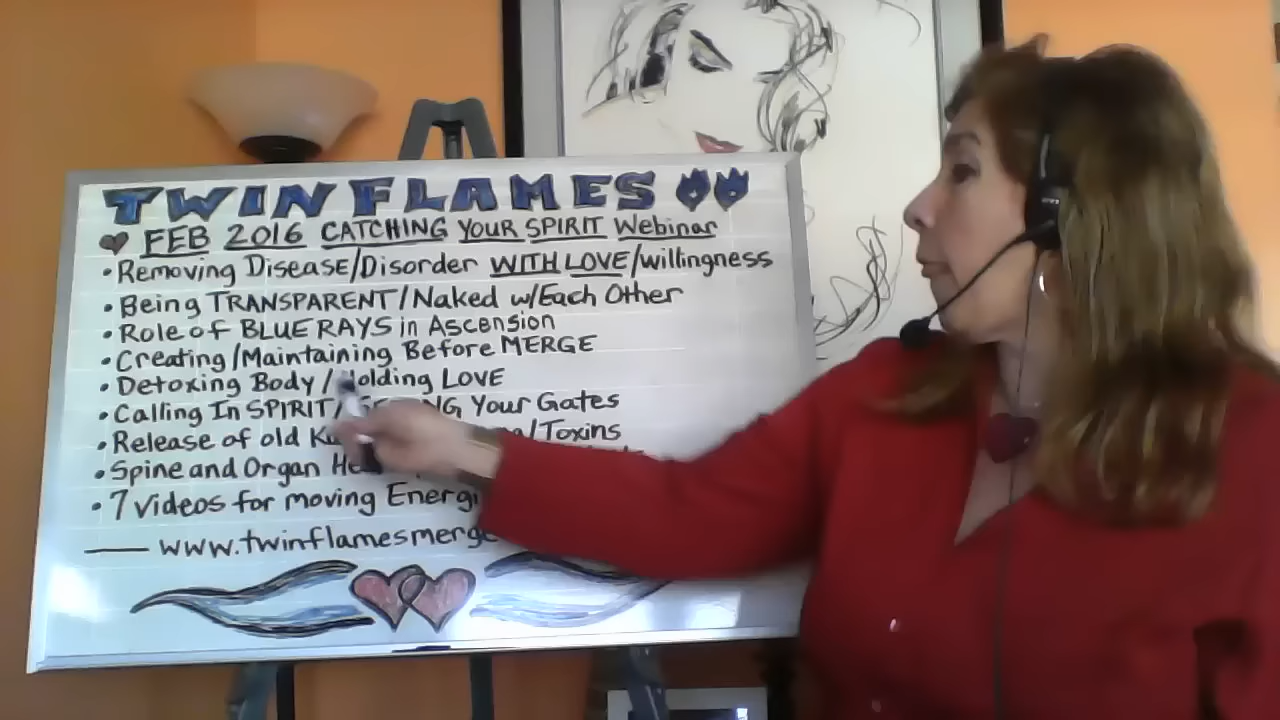 TWIN FLAMES
FEB 2016 CATCHING YOUR SPIRIT Webinar
• Removing Disease/Disorder WITH LOVE/willingness
• Being TRANSPARENT/Naked w/Each Other
• Role of BLUE RAYS in Ascension
• Creating/Maintaining Before MERGE
• Detoxing Body/Holding LOVE
• Calling In SPIRIT/ Your Gates
• Release of old /Toxins
• Spine and Organ
• 7 videos for moving
www.twinflamesmerge